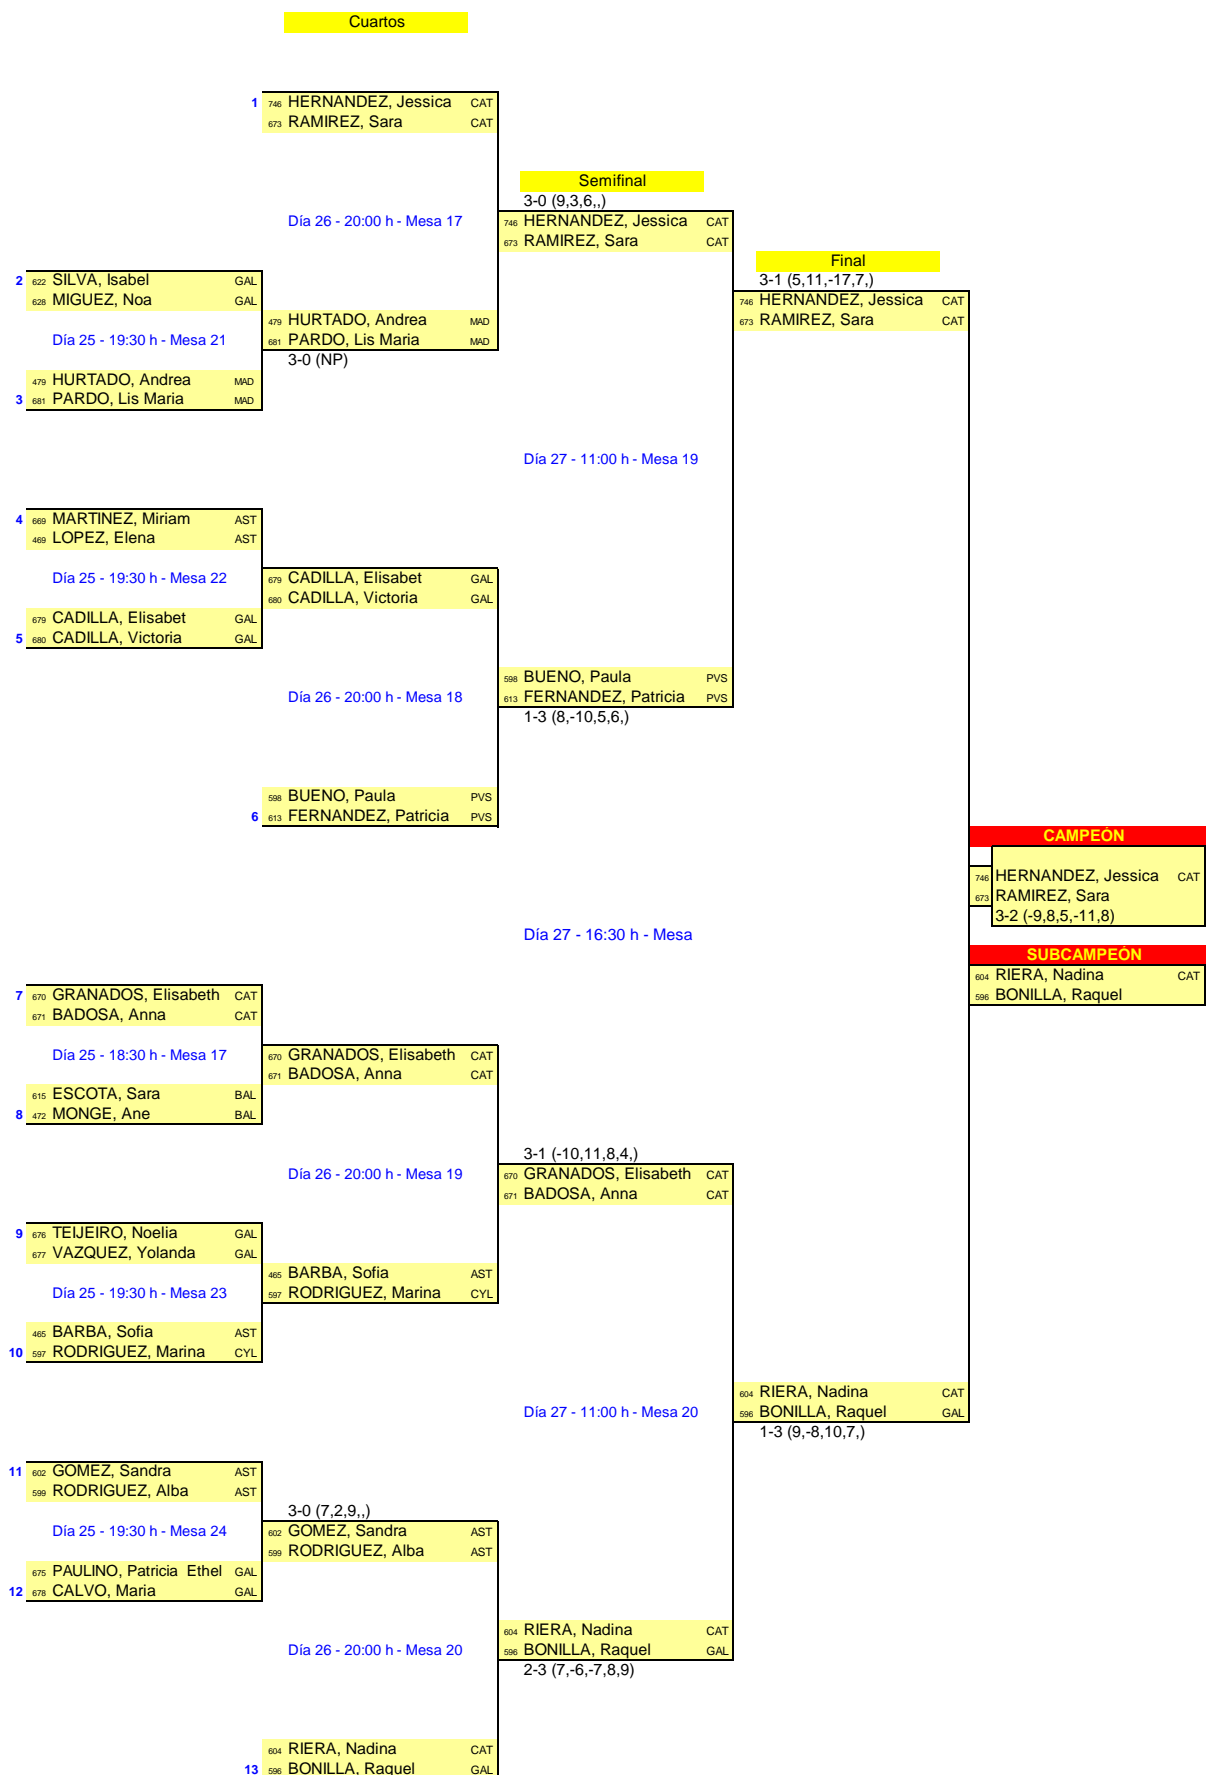 Cuartos
1 746 HERNANDEZ, Jessica CAT
673 RAMIREZ, Sara CAT
Semifinal
3-0 (9,3,6,,)
Día 26 - 20:00 h - Mesa 17
746 HERNANDEZ, Jessica CAT
673 RAMIREZ, Sara CAT
Final
3-1 (5,11,-17,7,)
2 622 SILVA, Isabel GAL
628 MIGUEZ, Noa GAL
746 HERNANDEZ, Jessica CAT
673 RAMIREZ, Sara CAT
479 HURTADO, Andrea MAD
681 PARDO, Lis Maria MAD
Día 25 - 19:30 h - Mesa 21
3-0 (NP)
479 HURTADO, Andrea MAD
3 681 PARDO, Lis Maria MAD
Día 27 - 11:00 h - Mesa 19
4 669 MARTINEZ, Miriam AST
469 LOPEZ, Elena AST
Día 25 - 19:30 h - Mesa 22
679 CADILLA, Elisabet GAL
680 CADILLA, Victoria GAL
679 CADILLA, Elisabet GAL
5 680 CADILLA, Victoria GAL
598 BUENO, Paula PVS
613 FERNANDEZ, Patricia PVS
Día 26 - 20:00 h - Mesa 18
1-3 (8,-10,5,6,)
598 BUENO, Paula PVS
6 613 FERNANDEZ, Patricia PVS
CAMPEÓN
746 HERNANDEZ, Jessica CAT
673 RAMIREZ, Sara
3-2 (-9,8,5,-11,8)
Día 27 - 16:30 h - Mesa
SUBCAMPEÓN
604 RIERA, Nadina CAT
596 BONILLA, Raquel
7 670 GRANADOS, Elisabeth CAT
671 BADOSA, Anna CAT
Día 25 - 18:30 h - Mesa 17
670 GRANADOS, Elisabeth CAT
671 BADOSA, Anna CAT
615 ESCOTA, Sara BAL
8 472 MONGE, Ane BAL
3-1 (-10,11,8,4,)
Día 26 - 20:00 h - Mesa 19
670 GRANADOS, Elisabeth CAT
671 BADOSA, Anna CAT
9 676 TEIJEIRO, Noelia GAL
677 VAZQUEZ, Yolanda GAL
465 BARBA, Sofia AST
597 RODRIGUEZ, Marina CYL
Día 25 - 19:30 h - Mesa 23
465 BARBA, Sofia AST
10 597 RODRIGUEZ, Marina CYL
604 RIERA, Nadina CAT
596 BONILLA, Raquel GAL
Día 27 - 11:00 h - Mesa 20
1-3 (9,-8,10,7,)
11 602 GOMEZ, Sandra AST
599 RODRIGUEZ, Alba AST
3-0 (7,2,9,,)
Día 25 - 19:30 h - Mesa 24
602 GOMEZ, Sandra AST
599 RODRIGUEZ, Alba AST
675 PAULINO, Patricia Ethel GAL
12 678 CALVO, Maria GAL
604 RIERA, Nadina CAT
596 BONILLA, Raquel GAL
Día 26 - 20:00 h - Mesa 20
2-3 (7,-6,-7,8,9)
604 RIERA, Nadina CAT
13 596 BONILLA, Raquel GAL